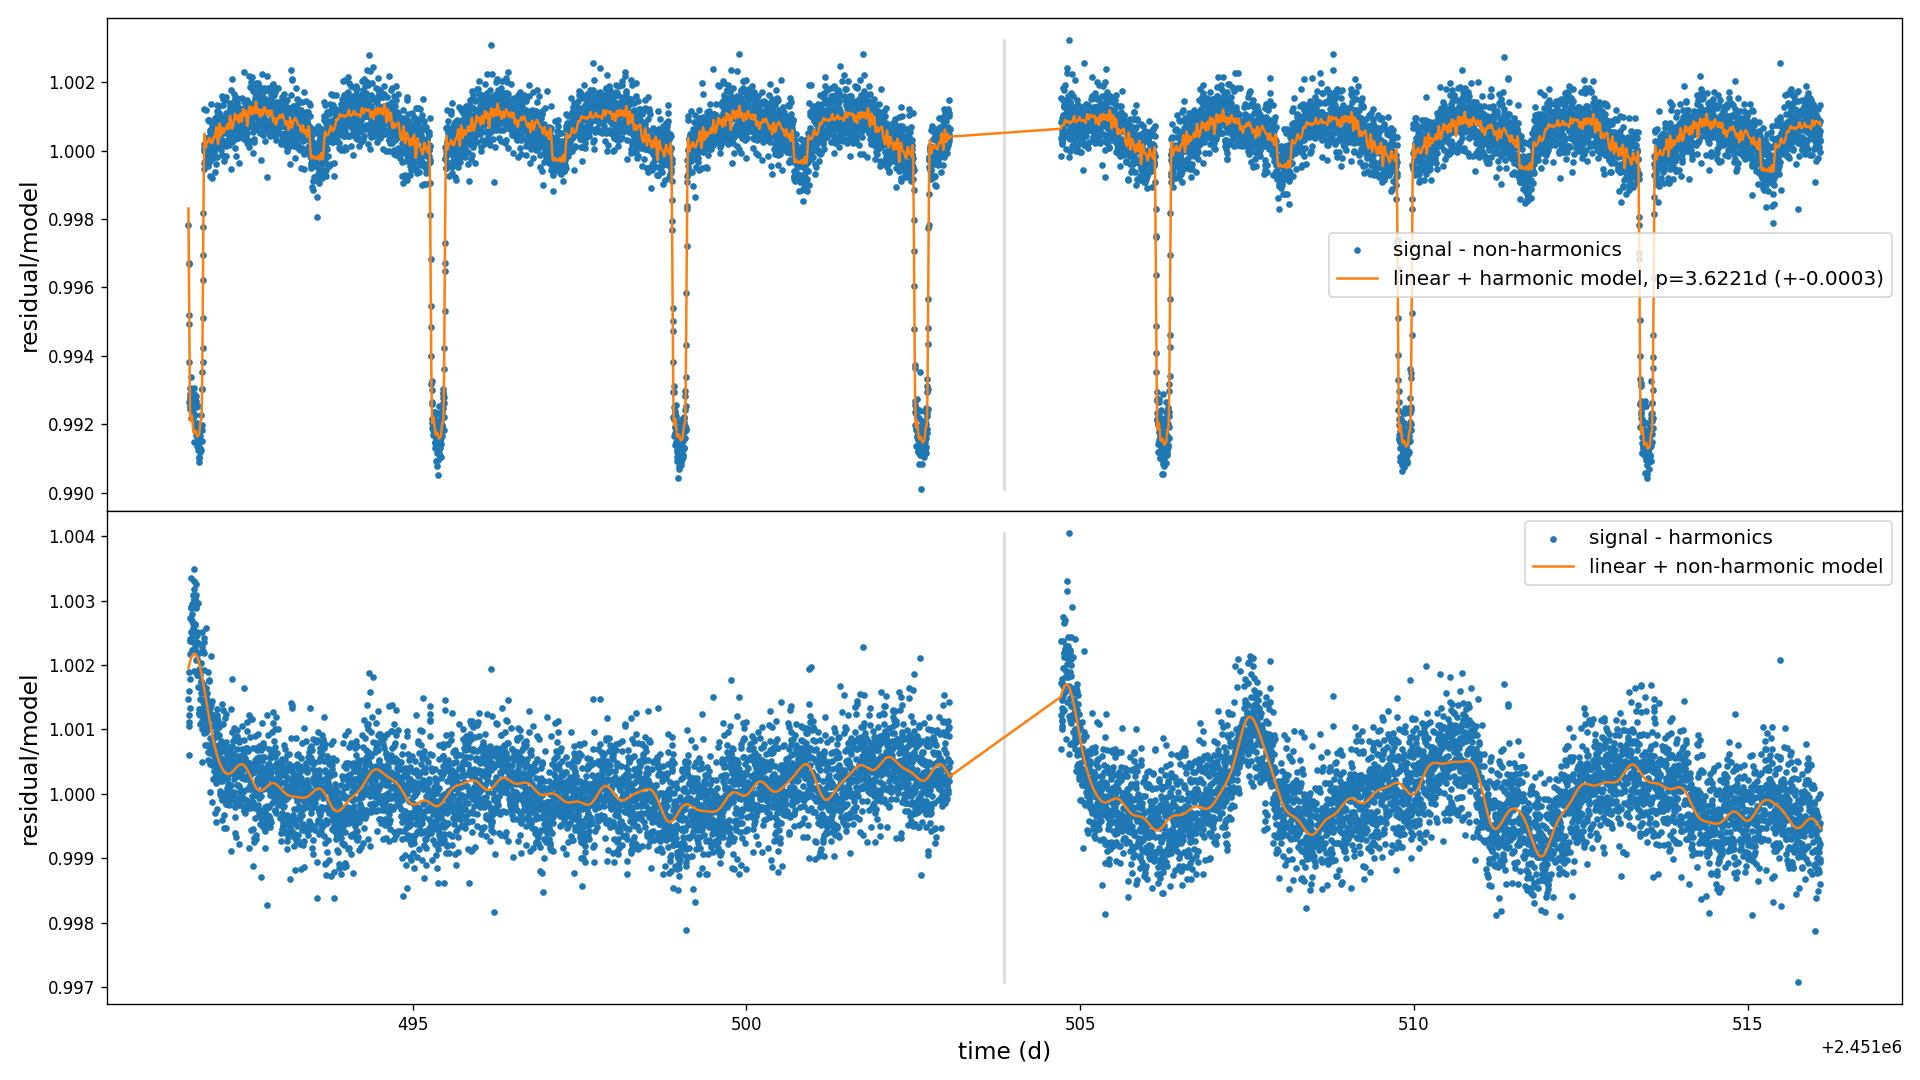 residual/model
1.002
1.000
0.998
0.996
0.994
0.992
0.990
signal - non-harmonics
linear + harmonic model, p=3.6221d (+-0.0003)
residual/model
1.004
1.003
1.002
1.001
1.000
0.999
0.998
0.997
signal - harmonics
linear + non-harmonic model
495
500
505
510
515
time (d)
+2.451e6